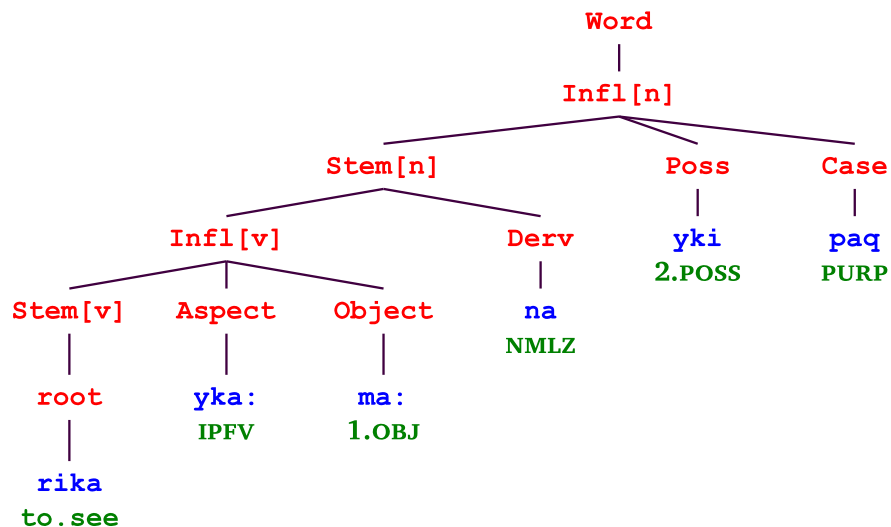 Word
Infl[n]
Stem[n] Poss Case
Infl[v] Derv yki paq
2.POSS PURP
Stem[v] Aspect Object na
NMLZ
root yka: ma:
IPFV 1.OBJ
rika
to.see